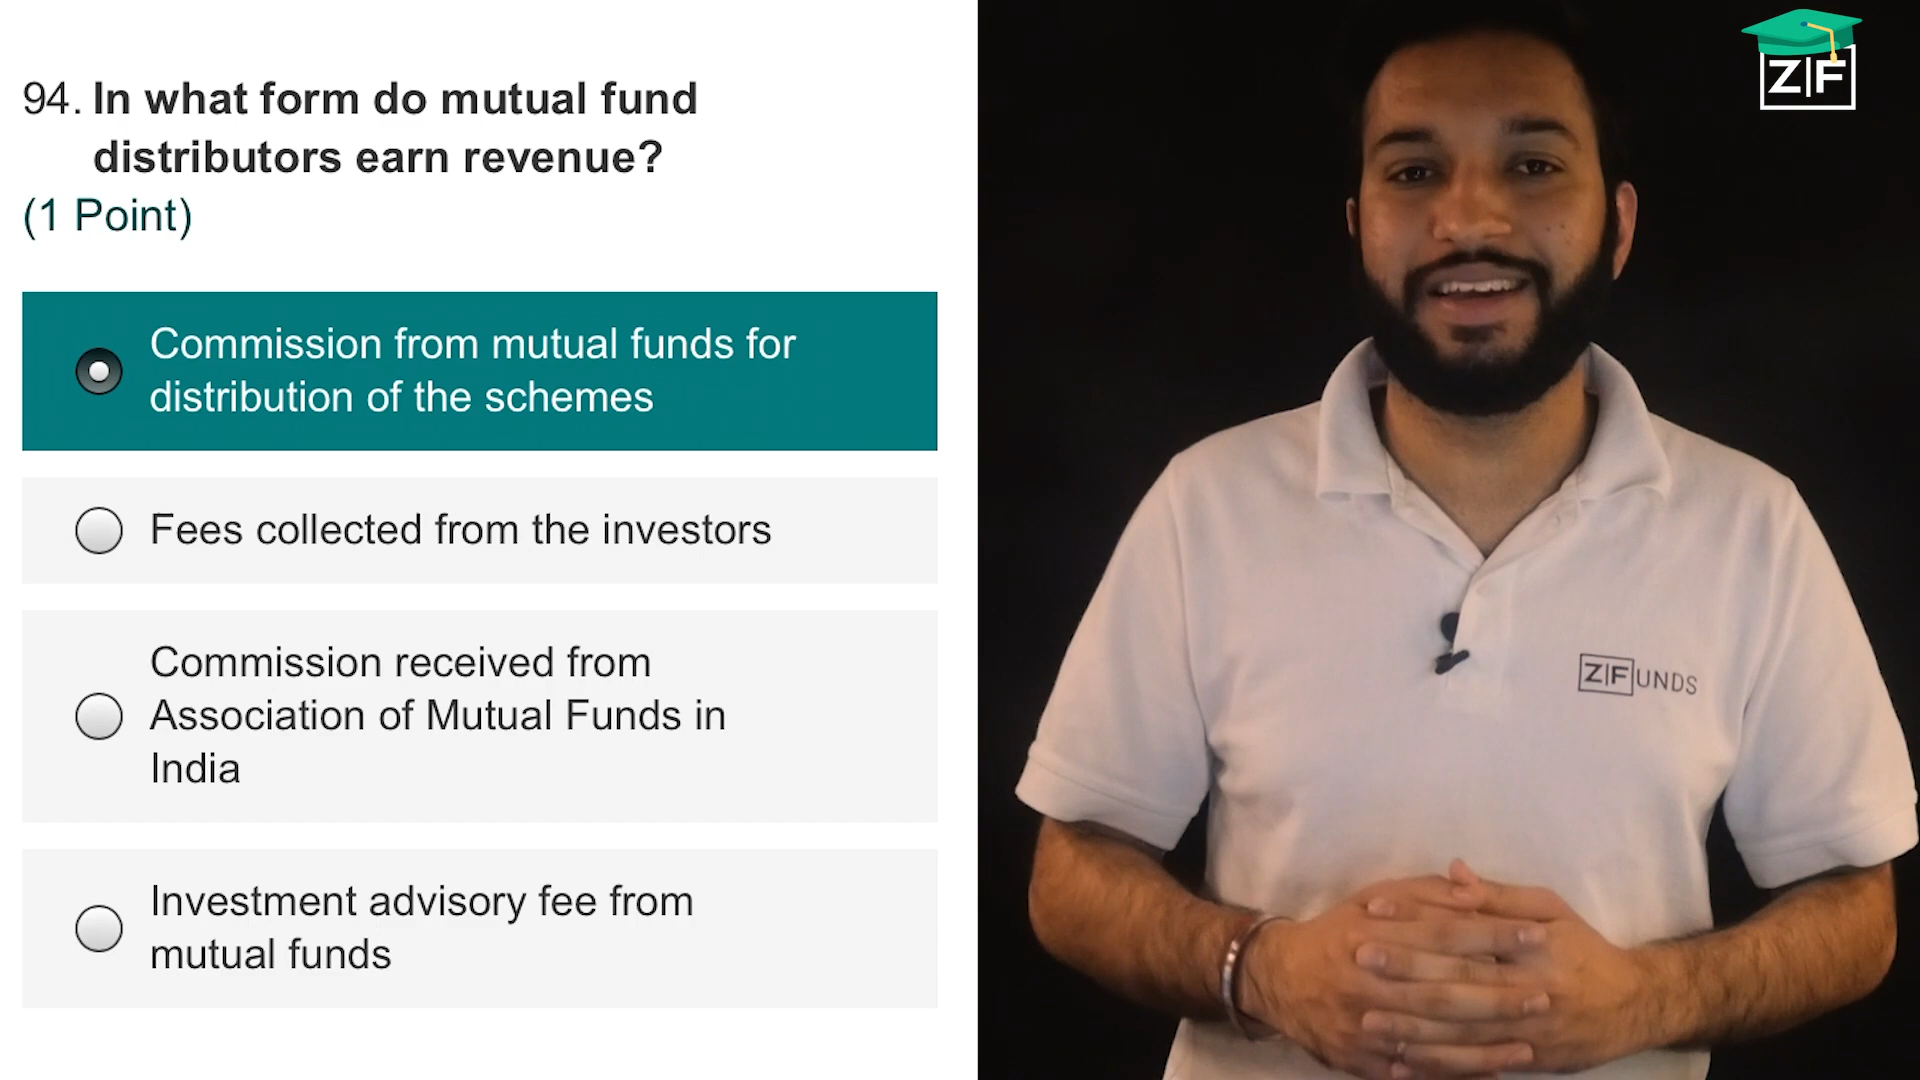 94. In what form do mutual fund
distributors earn revenue?
(1 Point)
Commission from mutual funds for
distribution of the schemes
Fees collected from the investors
Commission received from
Association of Mutual Funds in
India
Investment advisory fee from
mutual funds
Z|F
Z|FUNDS